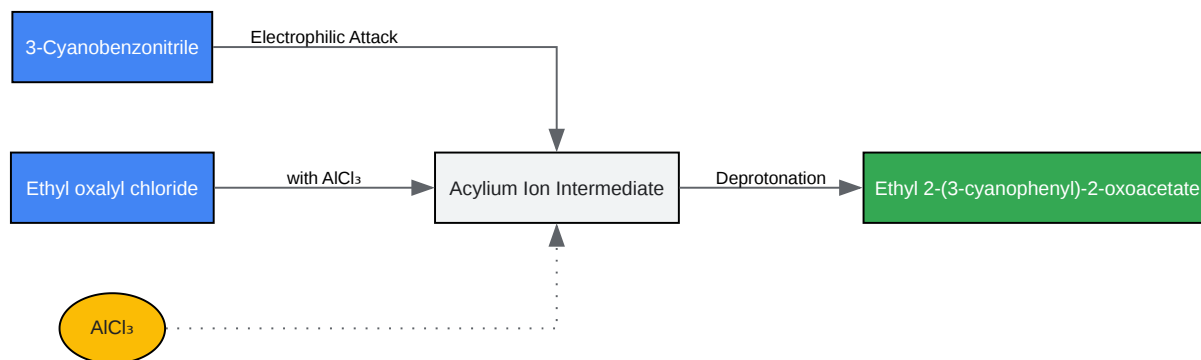 3-Cyanobenzonitrile
Electrophilic Attack
Ethyl oxalyl chloride
with AlCl₃
Acylium Ion Intermediate
Deprotonation
Ethyl 2-(3-cyanophenyl)-2-oxoacetate
AlCl₃